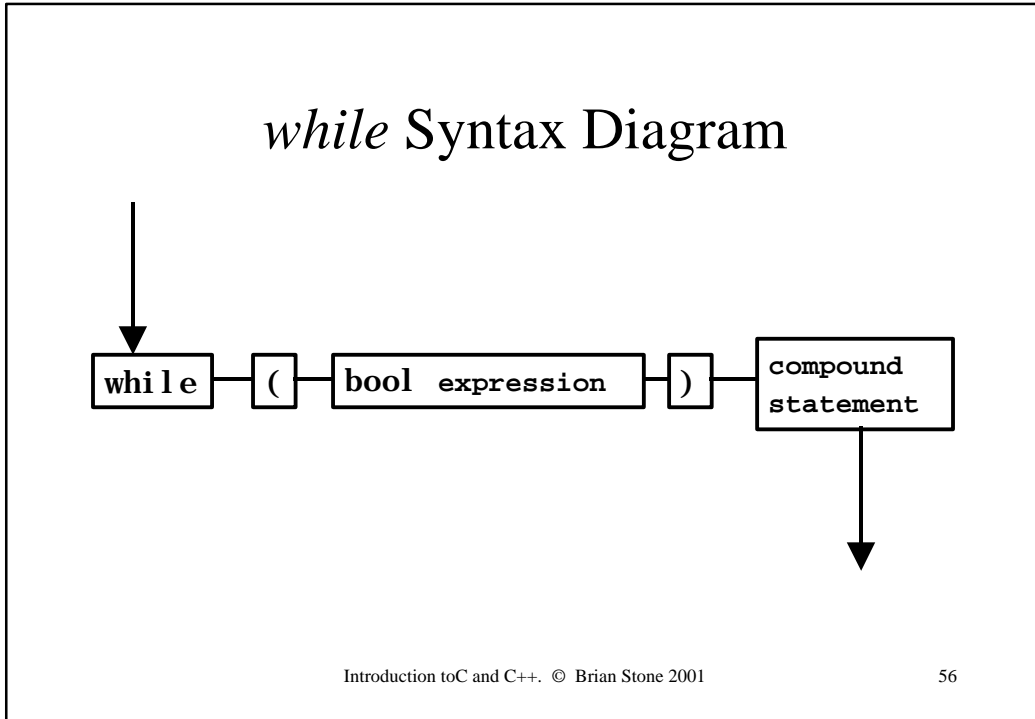 while Syntax Diagram
while ( bool expression ) compound
statement
Introduction toC and C++. © Brian Stone 2001 56